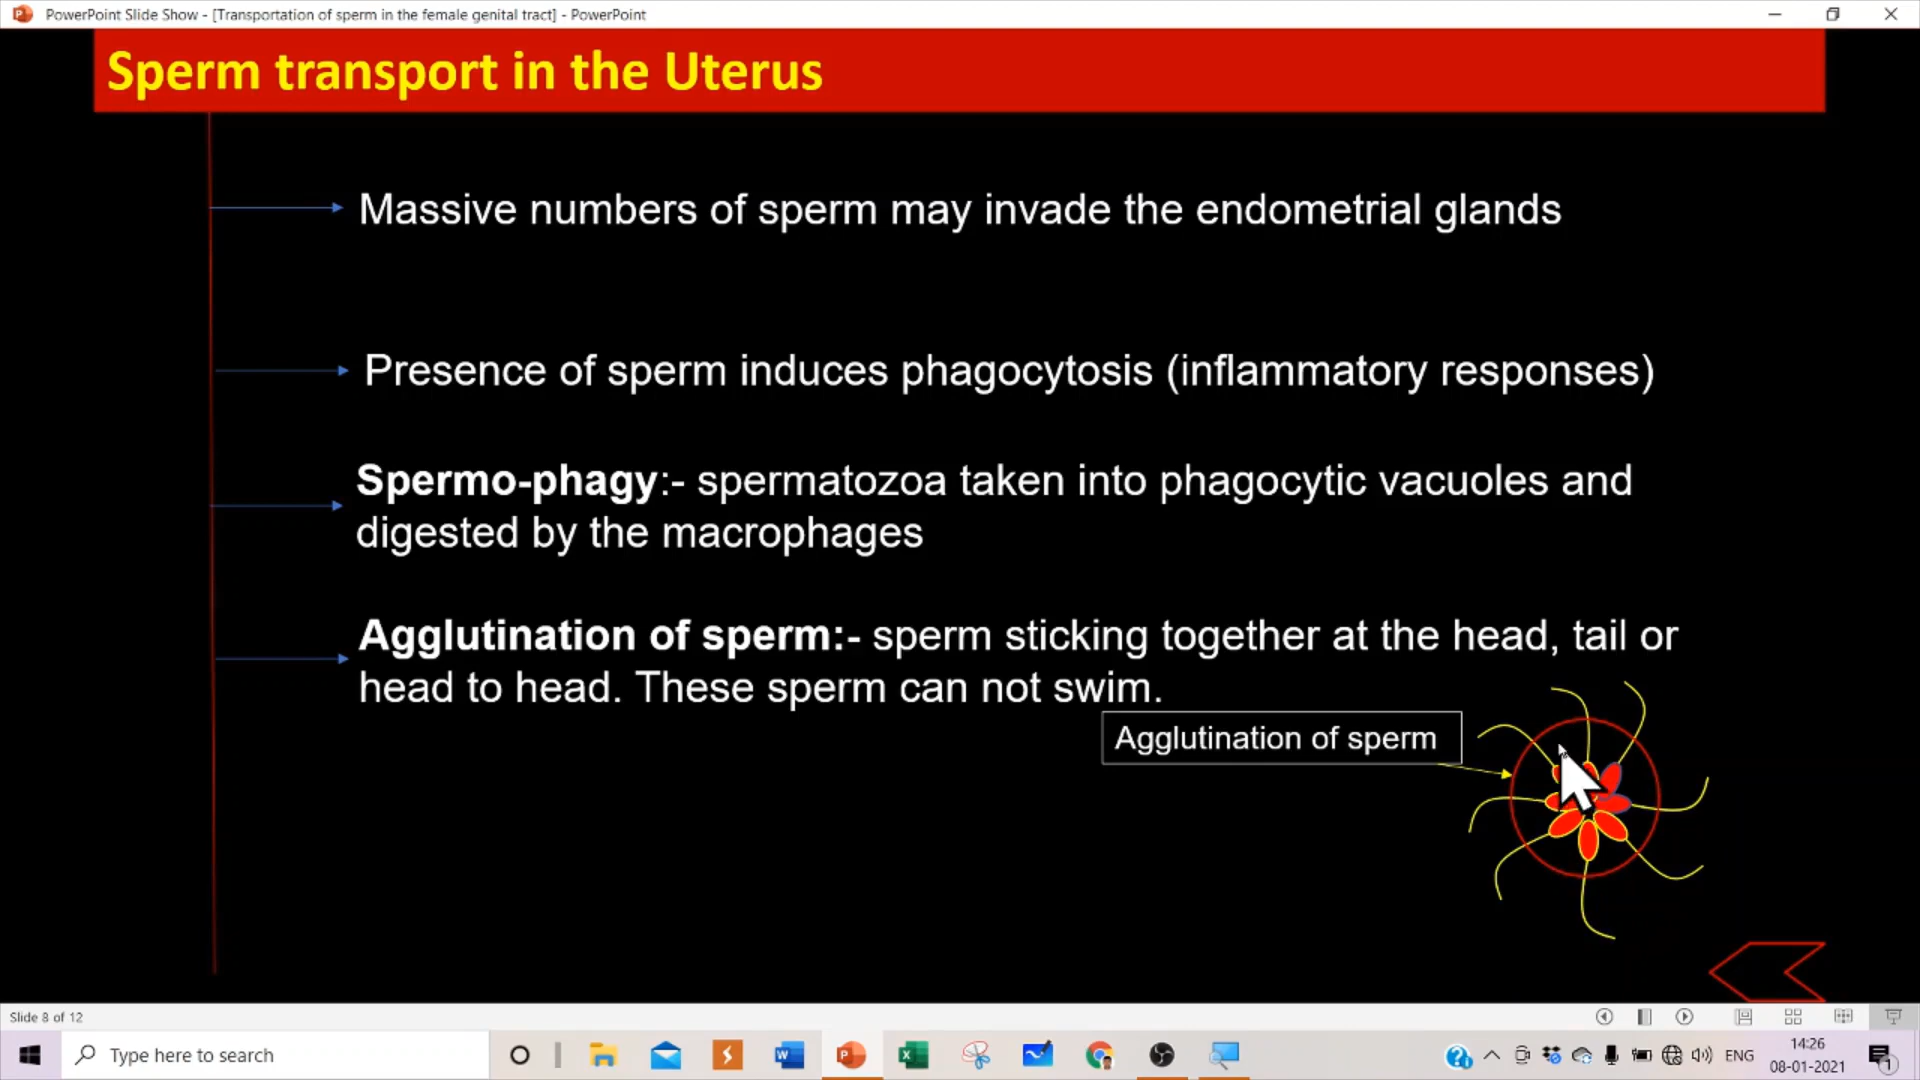 PowerPoint Slide Show - [Transportation of sperm in the female genital tract] - PowerPoint
Sperm transport in the Uterus
Massive numbers of sperm may invade the endometrial glands
Presence of sperm induces phagocytosis (inflammatory responses)
Spermo-phagy:- spermatozoa taken into phagocytic vacuoles and
digested by the macrophages
Agglutination of sperm:- sperm sticking together at the head, tail or
head to head. These sperm can not swim.
Agglutination of sperm
Slide 8 of 12
Type here to search
ENG
14:26
08-01-2021
1